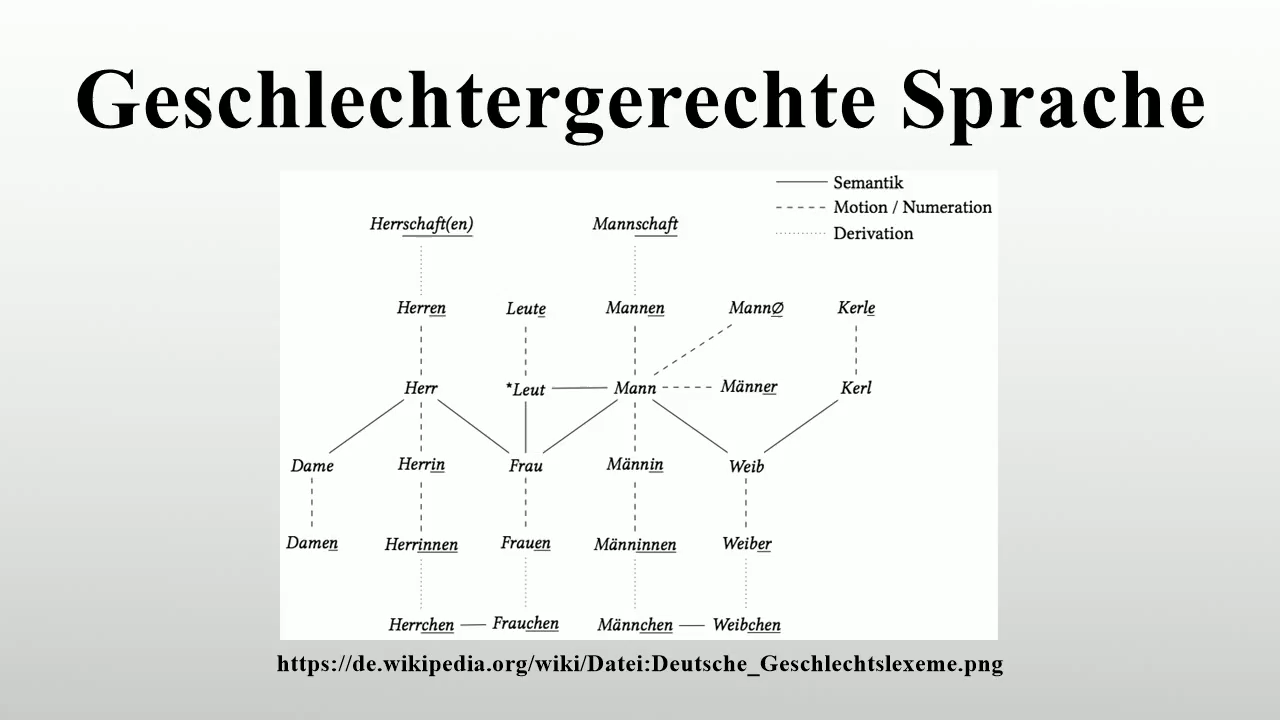 Geschlechtergerechte Sprache
Semantik
Motion / Numeration
Derivation
Herrschaft(en) Mannschaft
Herren Leute Mannen Mann∅ Kerle
Herr *Leut Mann Männer Kerl
Dame Herrin Frau Männin Weib
Damen Herrinnen Frauen Männinnen Weiber
Herrchen Frauchen Männchen Weibchen
https://de.wikipedia.org/wiki/Datei:Deutsche_Geschlechtslexeme.png